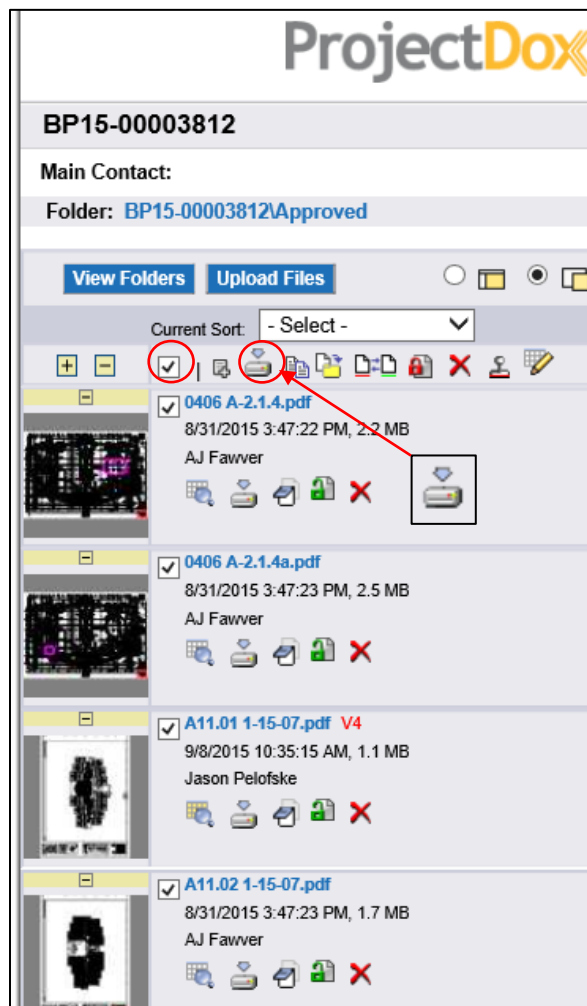 ProjectDox
BP15-00003812
Main Contact:
Folder: BP15-00003812\Approved
View Folders Upload Files
Current Sort: - Select -
0406 A-2.1.4.pdf
8/31/2015 3:47:22 PM, 2.2 MB
AJ Fawver
0406 A-2.1.4a.pdf
8/31/2015 3:47:23 PM, 2.5 MB
AJ Fawver
A11.01 1-15-07.pdf V4
9/8/2015 10:35:15 AM, 1.1 MB
Jason Pelofske
A11.02 1-15-07.pdf
8/31/2015 3:47:23 PM, 1.7 MB
AJ Fawver